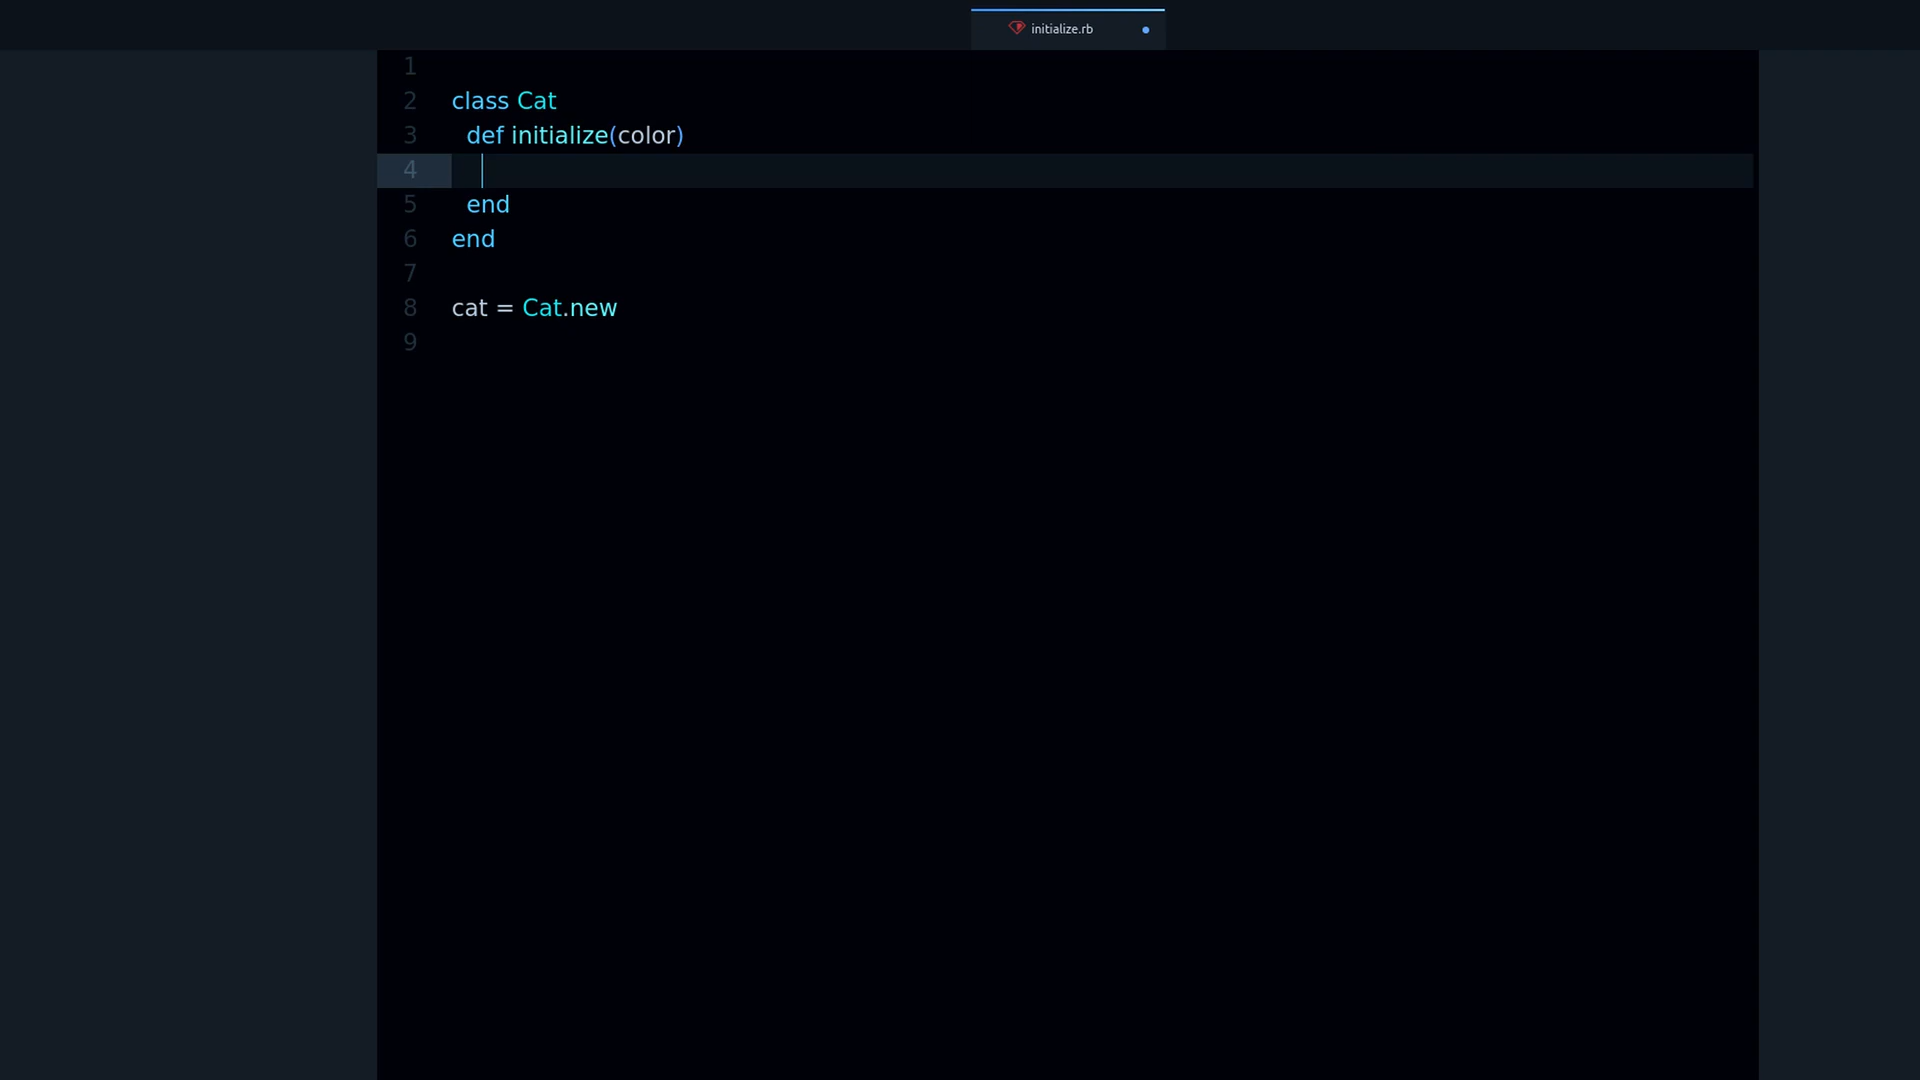 initialize.rb
1
2 class Cat
3   def initialize(color)
4
5   end
6 end
7
8 cat = Cat.new
9